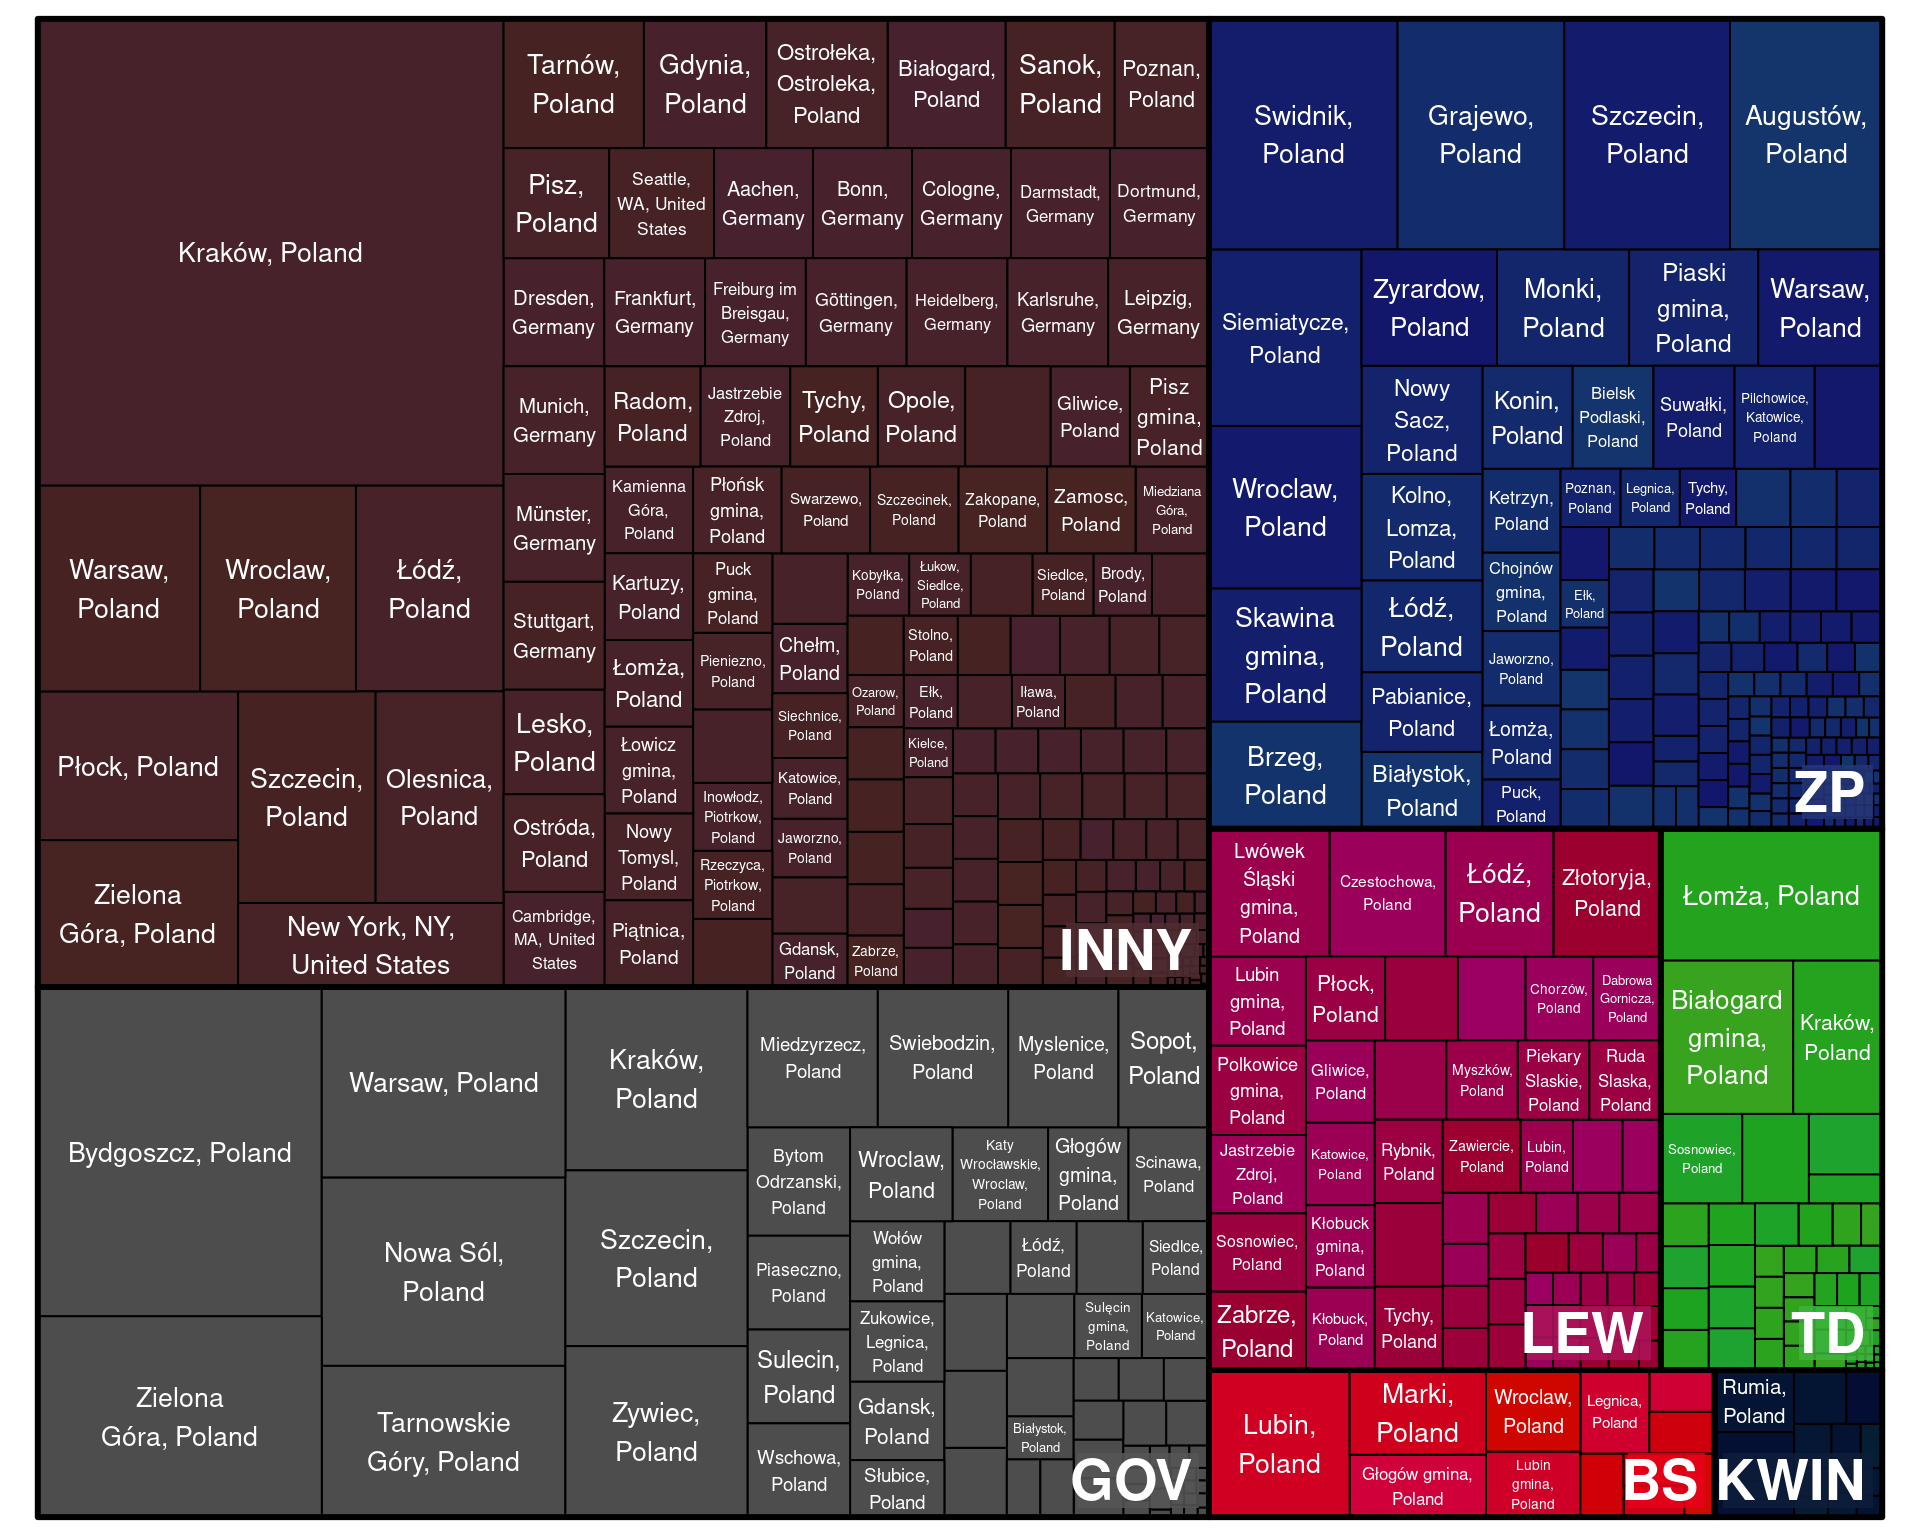 Kraków, Poland
Warsaw,
Poland
Wroclaw,
Poland
Łódź,
Poland
Płock, Poland
Szczecin,
Poland
Olesnica,
Poland
Zielona
Góra, Poland
New York, NY,
United States
Tarnów,
Poland
Gdynia,
Poland
Ostrołeka,
Ostroleka,
Poland
Białogard,
Poland
Sanok,
Poland
Poznan,
Poland
Pisz,
Poland
Seattle,
WA, United
States
Aachen,
Germany
Bonn,
Germany
Cologne,
Germany
Darmstadt,
Germany
Dortmund,
Germany
Dresden,
Germany
Frankfurt,
Germany
Freiburg im
Breisgau,
Germany
Göttingen,
Germany
Heidelberg,
Germany
Karlsruhe,
Germany
Leipzig,
Germany
Munich,
Germany
Münster,
Germany
Stuttgart,
Germany
Lesko,
Poland
Ostróda,
Poland
Cambridge,
MA, United
States
Radom,
Poland
Jastrzebie
Zdroj,
Poland
Tychy,
Poland
Opole,
Poland
Gliwice,
Poland
Pisz
gmina,
Poland
Kamienna
Góra,
Poland
Płońsk
gmina,
Poland
Swarzewo,
Poland
Szczecinek,
Poland
Zakopane,
Poland
Zamosc,
Poland
Miedziana
Góra,
Poland
Kartuzy,
Poland
Łomża,
Poland
Łowicz
gmina,
Poland
Nowy
Tomysl,
Poland
Piątnica,
Poland
Puck
gmina,
Poland
Pieniezno,
Poland
Inowłodz,
Piotrkow,
Poland
Rzeczyca,
Piotrkow,
Poland
Chełm,
Poland
Siechnice,
Poland
Katowice,
Poland
Jaworzno,
Poland
Gdansk,
Poland
Kobyłka,
Poland
Łukow,
Siedlce,
Poland
Siedlce,
Poland
Brody,
Poland
Stolno,
Poland
Ozarow,
Poland
Ełk,
Poland
Iława,
Poland
Kielce,
Poland
Zabrze,
Poland
INNY
Bydgoszcz, Poland
Zielona
Góra, Poland
Warsaw, Poland
Nowa Sól,
Poland
Tarnowskie
Góry, Poland
Kraków,
Poland
Szczecin,
Poland
Zywiec,
Poland
Miedzyrzecz,
Poland
Swiebodzin,
Poland
Myslenice,
Poland
Sopot,
Poland
Bytom
Odrzanski,
Poland
Piaseczno,
Poland
Sulecin,
Poland
Wschowa,
Poland
Wroclaw,
Poland
Katy
Wrocławskie,
Wroclaw,
Poland
Głogów
gmina,
Poland
Scinawa,
Poland
Wołów
gmina,
Poland
Zukowice,
Legnica,
Poland
Gdansk,
Poland
Słubice,
Poland
Łódź,
Poland
Siedlce,
Poland
Sulęcin
gmina,
Poland
Katowice,
Poland
Białystok,
Poland
GOV
Swidnik,
Poland
Grajewo,
Poland
Szczecin,
Poland
Augustów,
Poland
Siemiatycze,
Poland
Wroclaw,
Poland
Skawina
gmina,
Poland
Brzeg,
Poland
Zyrardow,
Poland
Monki,
Poland
Piaski
gmina,
Poland
Warsaw,
Poland
Nowy
Sacz,
Poland
Kolno,
Lomza,
Poland
Łódź,
Poland
Pabianice,
Poland
Białystok,
Poland
Konin,
Poland
Bielsk
Podlaski,
Poland
Suwałki,
Poland
Pilchowice,
Katowice,
Poland
Ketrzyn,
Poland
Chojnów
gmina,
Poland
Jaworzno,
Poland
Łomża,
Poland
Puck,
Poland
Poznan,
Poland
Legnica,
Poland
Tychy,
Poland
Ełk,
Poland
ZP
Lwówek
Śląski
gmina,
Poland
Czestochowa,
Poland
Łódź,
Poland
Złotoryja,
Poland
Lubin
gmina,
Poland
Polkowice
gmina,
Poland
Jastrzebie
Zdroj,
Poland
Sosnowiec,
Poland
Zabrze,
Poland
Płock,
Poland
Chorzów,
Poland
Dabrowa
Gornicza,
Poland
Gliwice,
Poland
Myszków,
Poland
Piekary
Slaskie,
Poland
Ruda
Slaska,
Poland
Katowice,
Poland
Rybnik,
Poland
Zawiercie,
Poland
Lubin,
Poland
Kłobuck
gmina,
Poland
Kłobuck,
Poland
Tychy,
Poland
LEW
Łomża, Poland
Białogard
gmina,
Poland
Kraków,
Poland
Sosnowiec,
Poland
TD
Lubin,
Poland
Marki,
Poland
Głogów gmina,
Poland
Wroclaw,
Poland
Lubin
gmina,
Poland
Legnica,
Poland
BS
Rumia,
Poland
KWIN